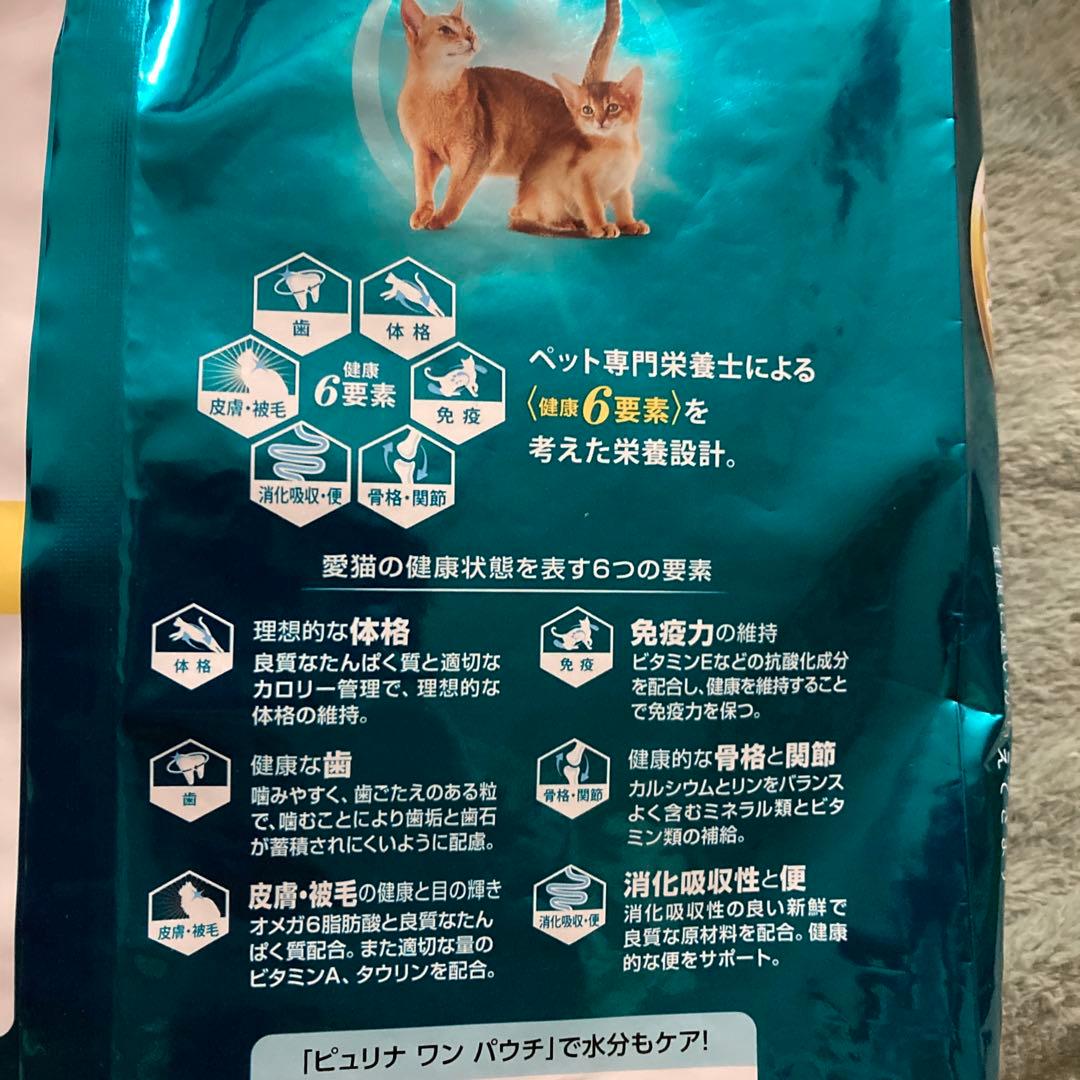 歯
体格
皮膚・被毛
健康
6要素
免疫
消化吸収・便
骨格・関節
ペット専門栄養士による
〈健康6要素〉を
考えた栄養設計。
愛猫の健康状態を表す6つの要素
体格
理想的な体格
良質なたんぱく質と適切な
カロリー管理で、理想的な
体格の維持。
歯
健康な歯
噛みやすく、歯ごたえのある粒
で、噛むことにより歯垢と歯石
が蓄積されにくいように配慮。
皮膚・被毛
皮膚・被毛の健康と目の輝き
オメガ6脂肪酸と良質なたん
ぱく質配合。また適切な量の
ビタミンA、タウリンを配合。
免疫
免疫力の維持
ビタミンEなどの抗酸化成分
を配合し、健康を維持すること
で免疫力を保つ。
骨格・関節
健康的な骨格と関節
カルシウムとリンをバランス
よく含むミネラル類とビタ
ミン類の補給。
消化吸収・便
消化吸収性と便
消化吸収性の良い新鮮で
良質な原材料を配合。健康
的な便をサポート。
「ピュリナ ワン パウチ」で水分もケア!